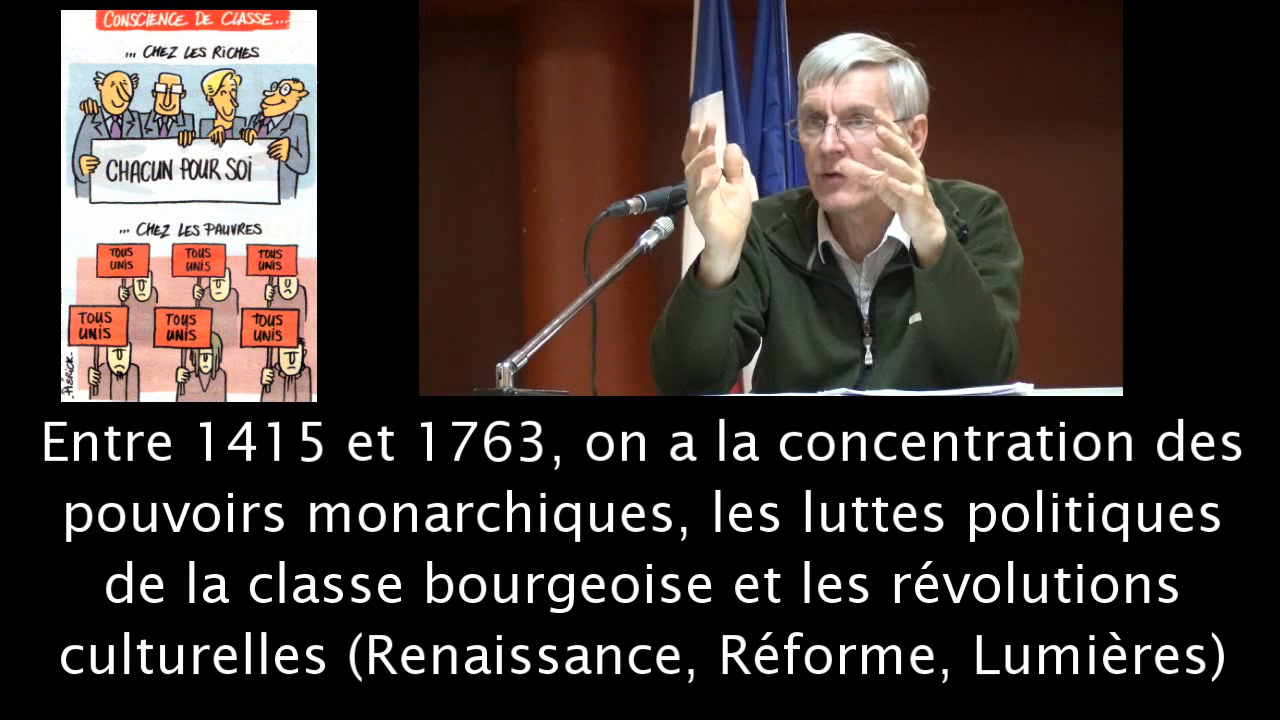 CONSCIENCE DE CLASSE...
... CHEZ LES RICHES
CHACUN POUR SOI
... CHEZ LES PAUVRES
TOUS
UNIS
TOUS
UNIS
TOUS
UNIS
TOUS
UNIS
TOUS
UNIS
TOUS
UNIS
PIERICK.
Entre 1415 et 1763, on a la concentration des
pouvoirs monarchiques, les luttes politiques
de la classe bourgeoise et les révolutions
culturelles (Renaissance, Réforme, Lumières)